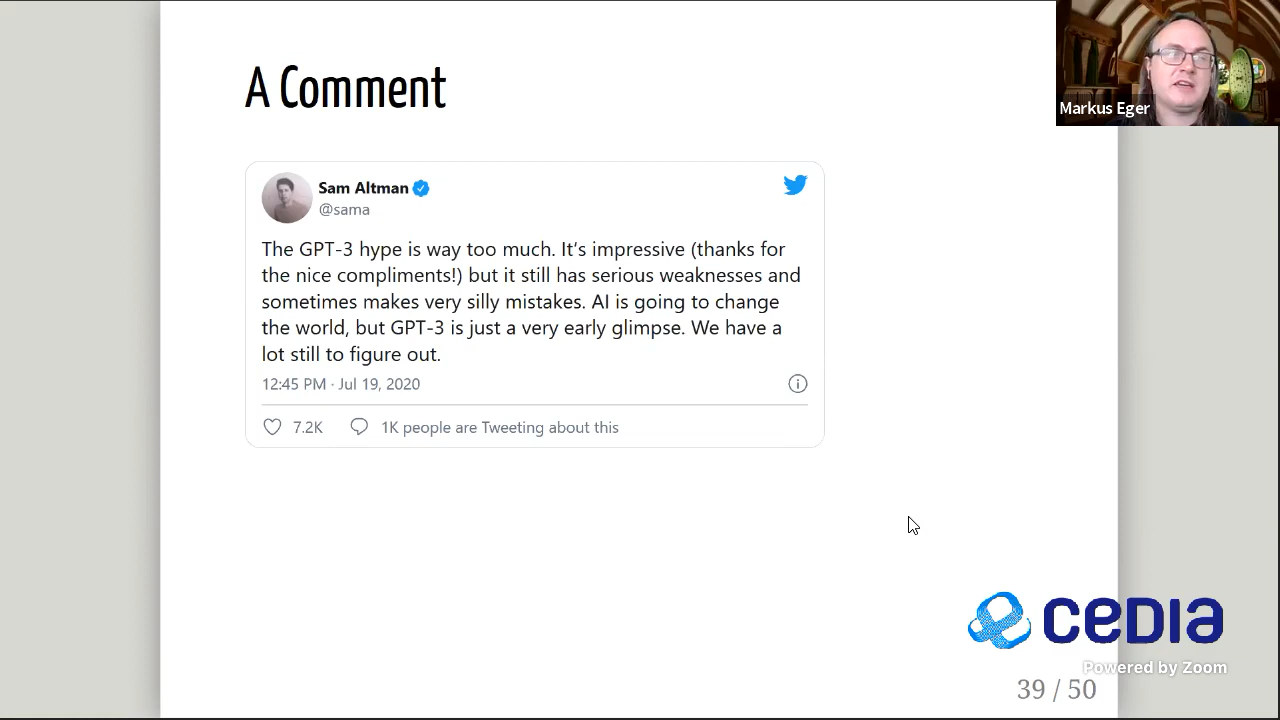 A Comment
Markus Eger
Sam Altman
@sama
The GPT-3 hype is way too much. It's impressive (thanks for
the nice compliments!) but it still has serious weaknesses and
sometimes makes very silly mistakes. AI is going to change
the world, but GPT-3 is just a very early glimpse. We have a
lot still to figure out.
12:45 PM · Jul 19, 2020
7.2K 1K people are Tweeting about this
CEDIA
Powered by Zoom
39 / 50